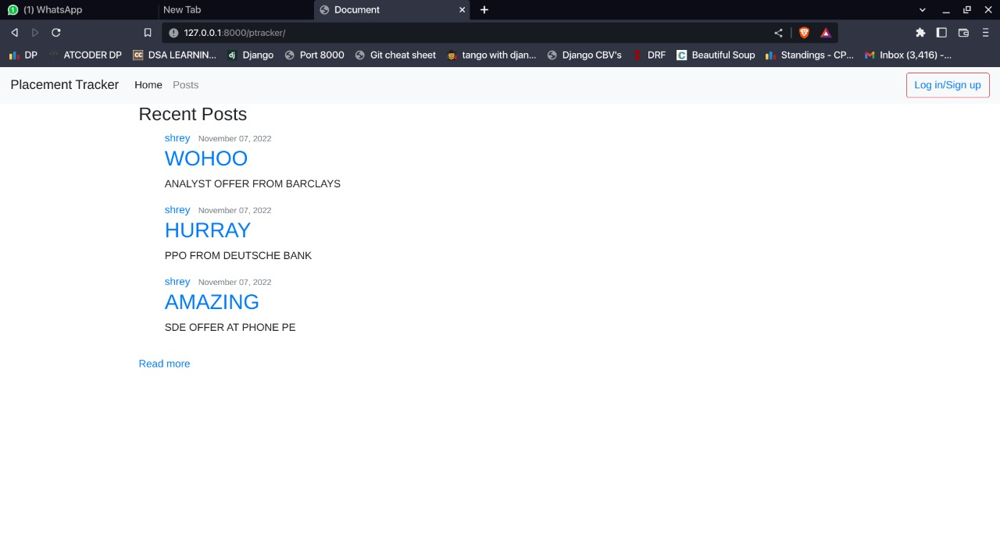 (1) WhatsApp
New Tab
Document
127.0.0.1:8000/ptracker/
DP
ATCODER DP
DSA LEARNIN...
Django
Port 8000
Git cheat sheet
tango with djan...
Django CBV's
DRF
Beautiful Soup
Standings - CP...
Inbox (3,416) -...
Placement Tracker
Home
Posts
Log in/Sign up
Recent Posts
shrey November 07, 2022
WOHOO
ANALYST OFFER FROM BARCLAYS
shrey November 07, 2022
HURRAY
PPO FROM DEUTSCHE BANK
shrey November 07, 2022
AMAZING
SDE OFFER AT PHONE PE
Read more